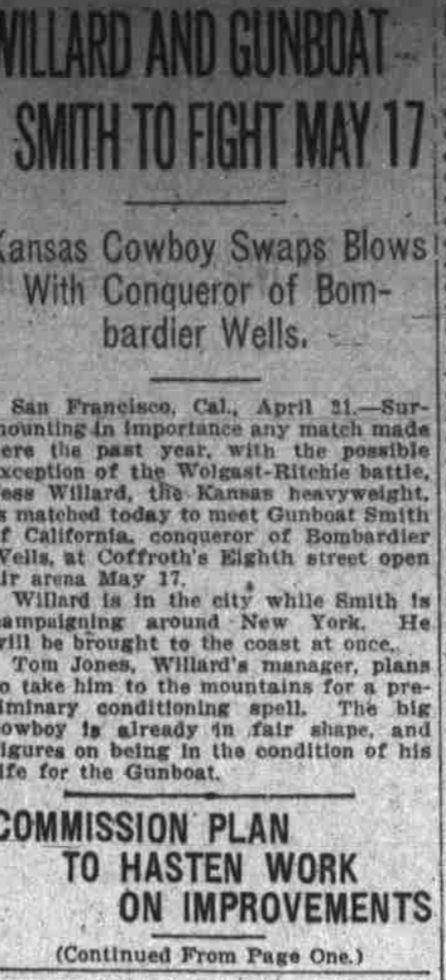 WILLARD AND GUNBOAT
SMITH TO FIGHT MAY 17
Kansas Cowboy Swaps Blows
With Conqueror of Bom-
bardier Wells.
San Francisco, Cal., April 21.—Sur-
mounting in importance any match made
here the past year, with the possible
exception of the Wolgast-Ritchie battle,
Jess Willard, the Kansas heavyweight,
is matched today to meet Gunboat Smith
of California, conqueror of Bombardier
Wells, at Coffroth's Eighth street open
air arena May 17.
Willard is in the city while Smith is
campaigning around New York. He
will be brought to the coast at once.
Tom Jones, Willard's manager, plans
to take him to the mountains for a pre-
liminary conditioning spell. The big
cowboy is already in fair shape, and
figures on being in the condition of his
life for the Gunboat.
COMMISSION PLAN
TO HASTEN WORK
ON IMPROVEMENTS
(Continued From Page One.)